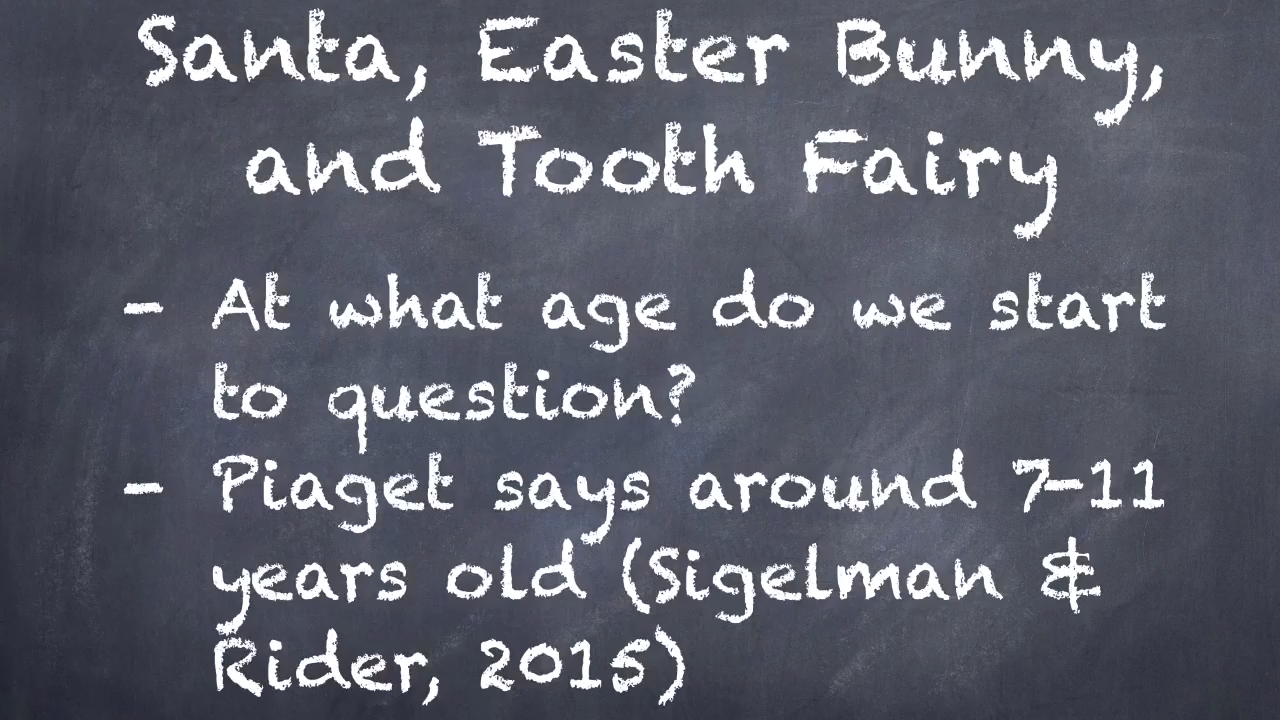 Santa, Easter Bunny,
and Tooth Fairy
- At what age do we start
to question?
- Piaget says around 7-11
years old (Sigelman &
Rider, 2015)